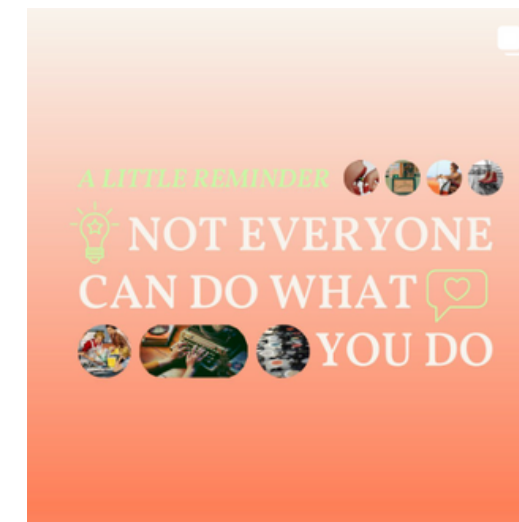 A LITTLE REMINDER
NOT EVERYONE
CAN DO WHAT
YOU DO